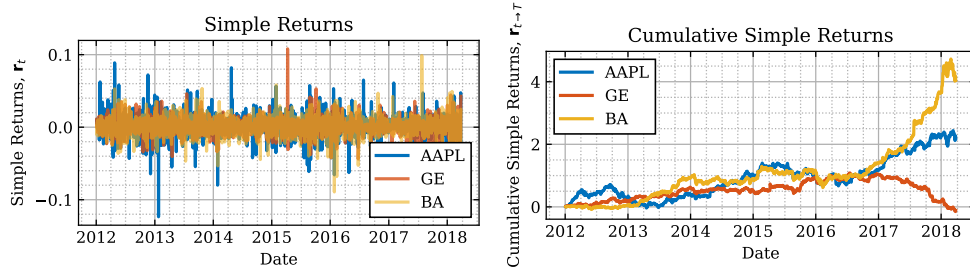 Simple Returns
Simple Returns, r_t
0.1
0.0
−0.1
AAPL
GE
BA
2012 2013 2014 2015 2016 2017 2018
Date
Cumulative Simple Returns
Cumulative Simple Returns, r_{t→T}
4
2
0
AAPL
GE
BA
2012 2013 2014 2015 2016 2017 2018
Date